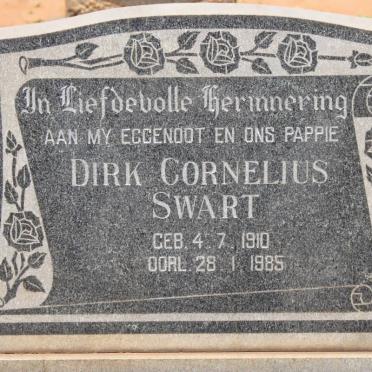 In Liefdevolle Herinnering
AAN MY EGGENOOT EN ONS PAPPIE
DIRK CORNELIUS
SWART
GEB. 4. 7. 1910
OORL. 28. 1. 1985